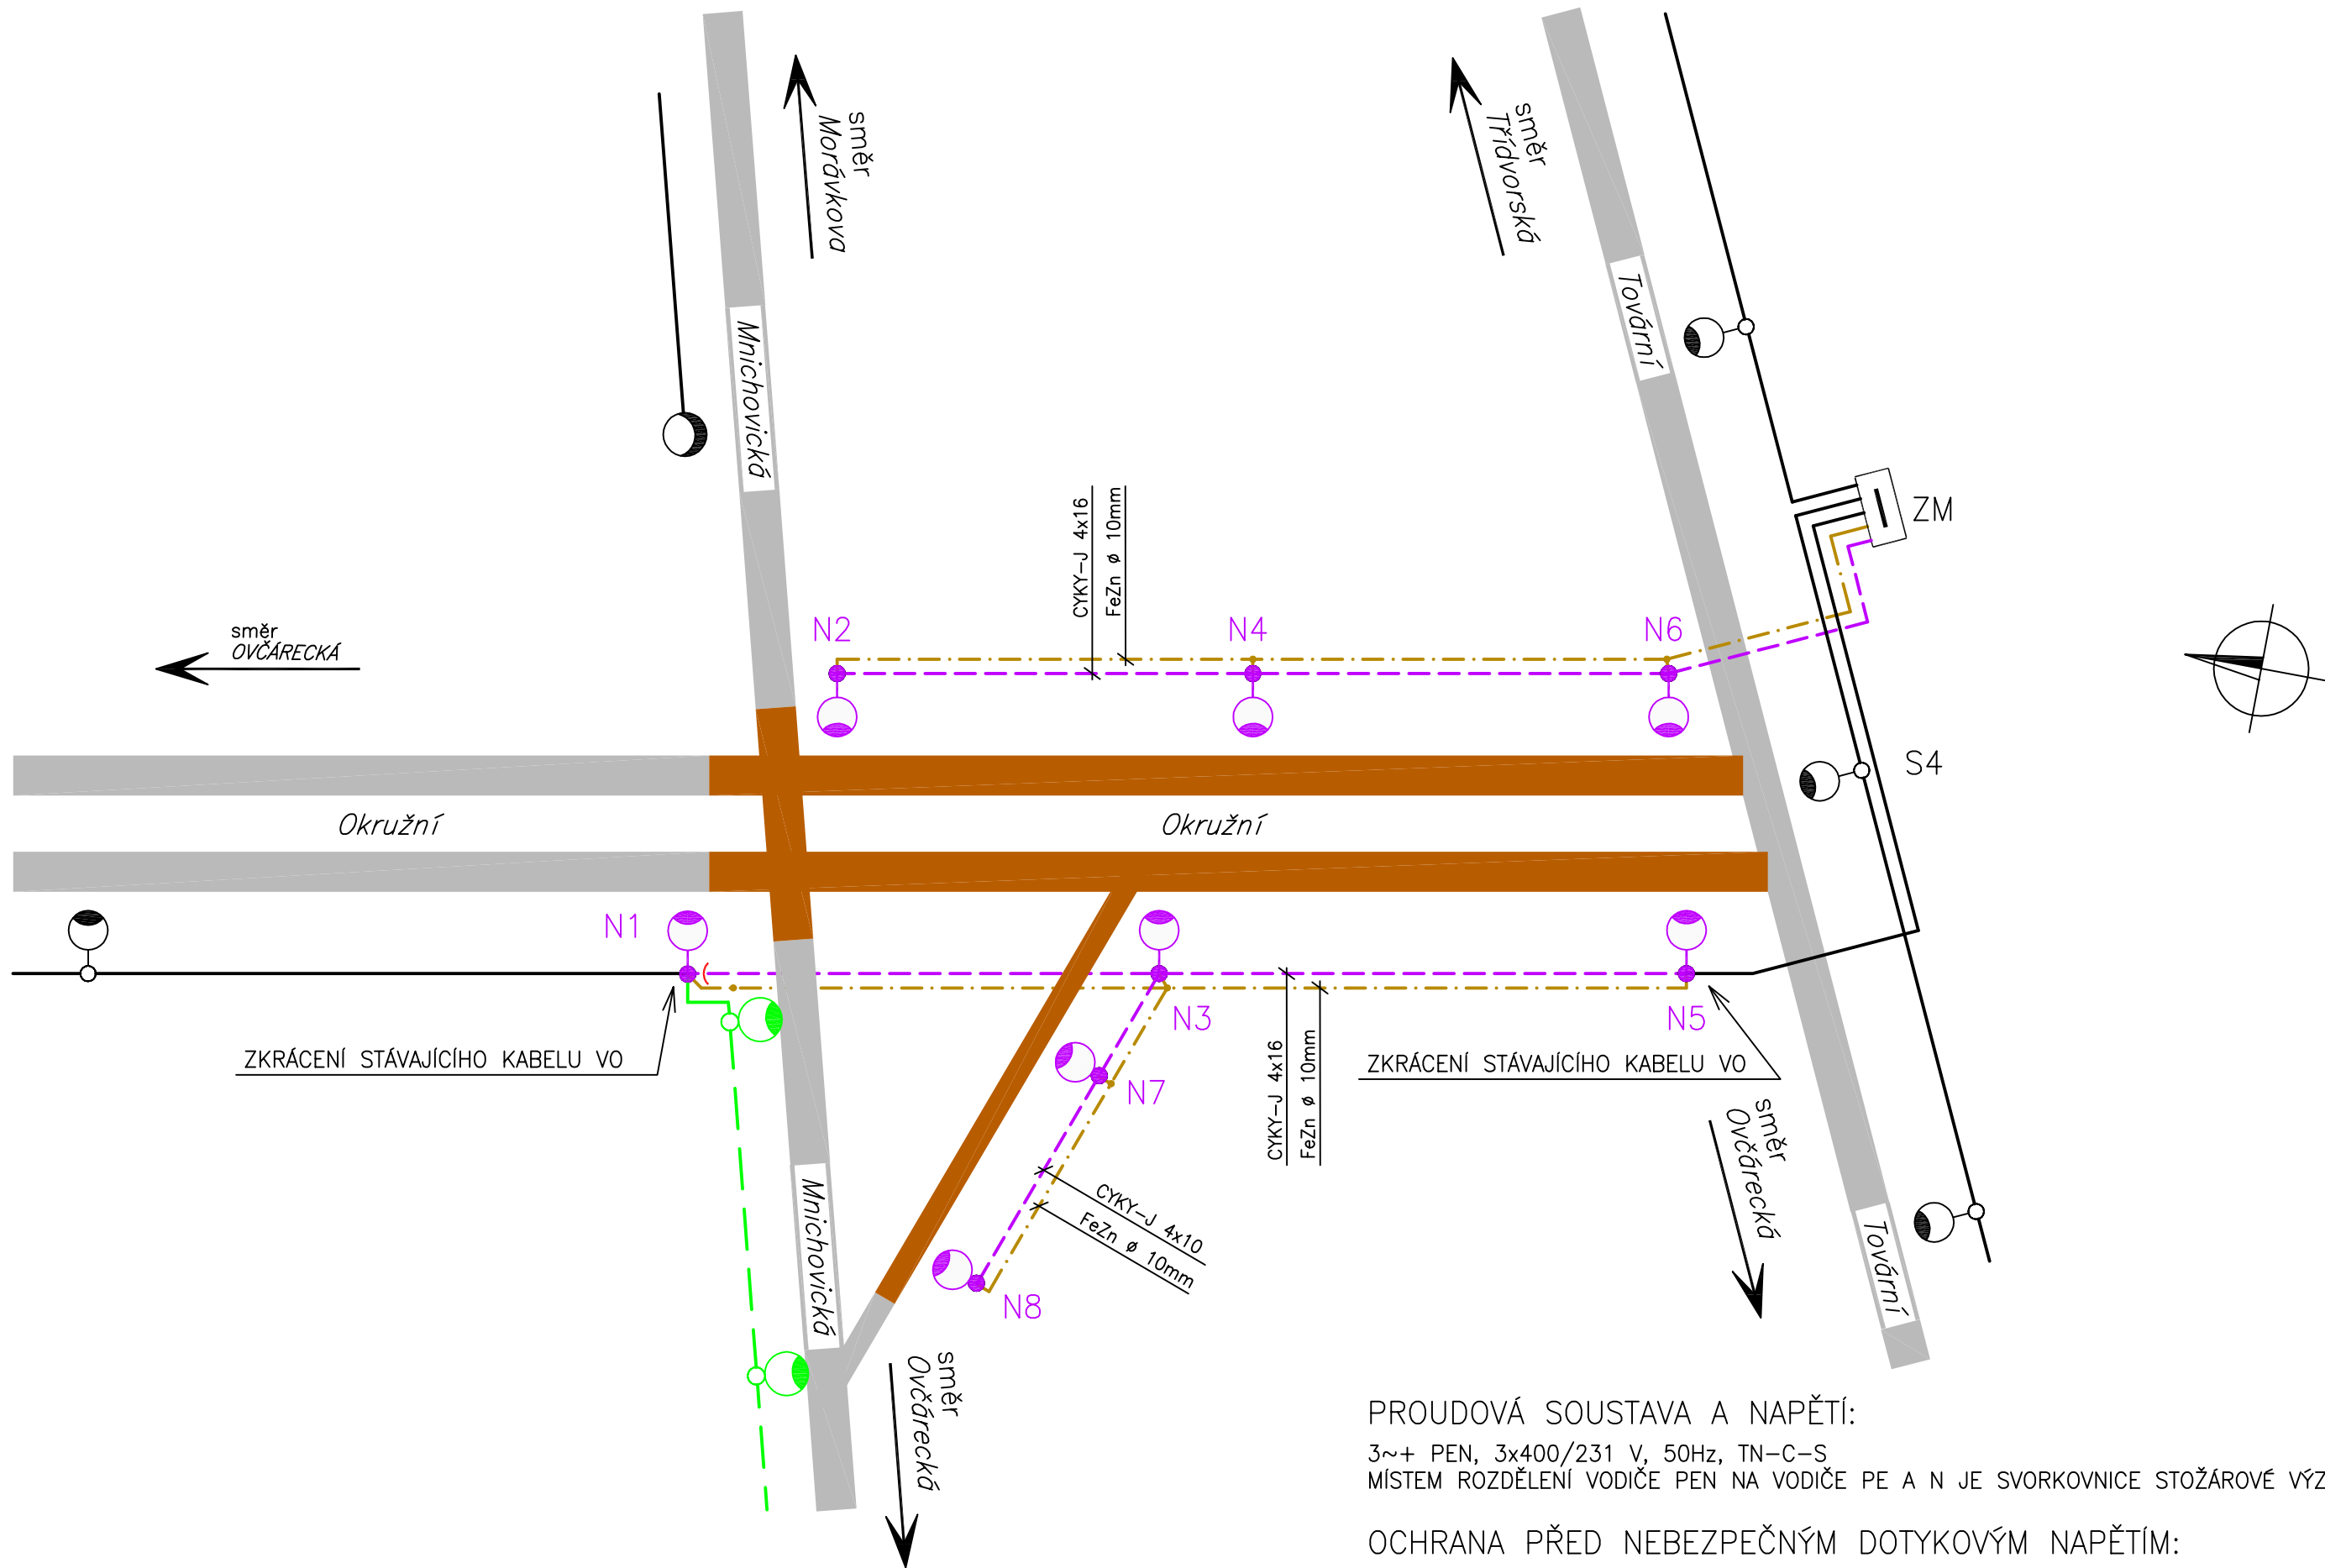 směr
Morávkova
směr
Třídvorská
Tovární
Mnichovická
CYKY-J 4x16
FeZn ø 10mm
ZM
směr
OVČÁRECKÁ
N2
N4
N6
S4
Okružní
Okružní
N1
N3
N5
ZKRÁCENÍ STÁVAJÍCÍHO KABELU VO
CYKY-J 4x16
FeZn ø 10mm
ZKRÁCENÍ STÁVAJÍCÍHO KABELU VO
N7
směr
Ovčárecká
Mnichovická
CYKY-J 4x10
FeZn ø 10mm
Tovární
N8
směr
Ovčárecká
PROUDOVÁ SOUSTAVA A NAPĚTÍ:
3~+ PEN, 3x400/231 V, 50Hz, TN-C-S
MÍSTEM ROZDĚLENÍ VODIČE PEN NA VODIČE PE A N JE SVORKOVNICE STOŽÁROVÉ VÝZ
OCHRANA PŘED NEBEZPEČNÝM DOTYKOVÝM NAPĚTÍM: